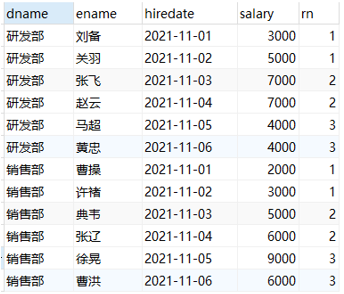 dname ename hiredate salary rn
研发部 刘备 2021-11-01 3000 1
研发部 关羽 2021-11-02 5000 1
研发部 张飞 2021-11-03 7000 2
研发部 赵云 2021-11-04 7000 2
研发部 马超 2021-11-05 4000 3
研发部 黄忠 2021-11-06 4000 3
销售部 曹操 2021-11-01 2000 1
销售部 许褚 2021-11-02 3000 1
销售部 典韦 2021-11-03 5000 2
销售部 张辽 2021-11-04 6000 2
销售部 徐晃 2021-11-05 9000 3
销售部 曹洪 2021-11-06 6000 3